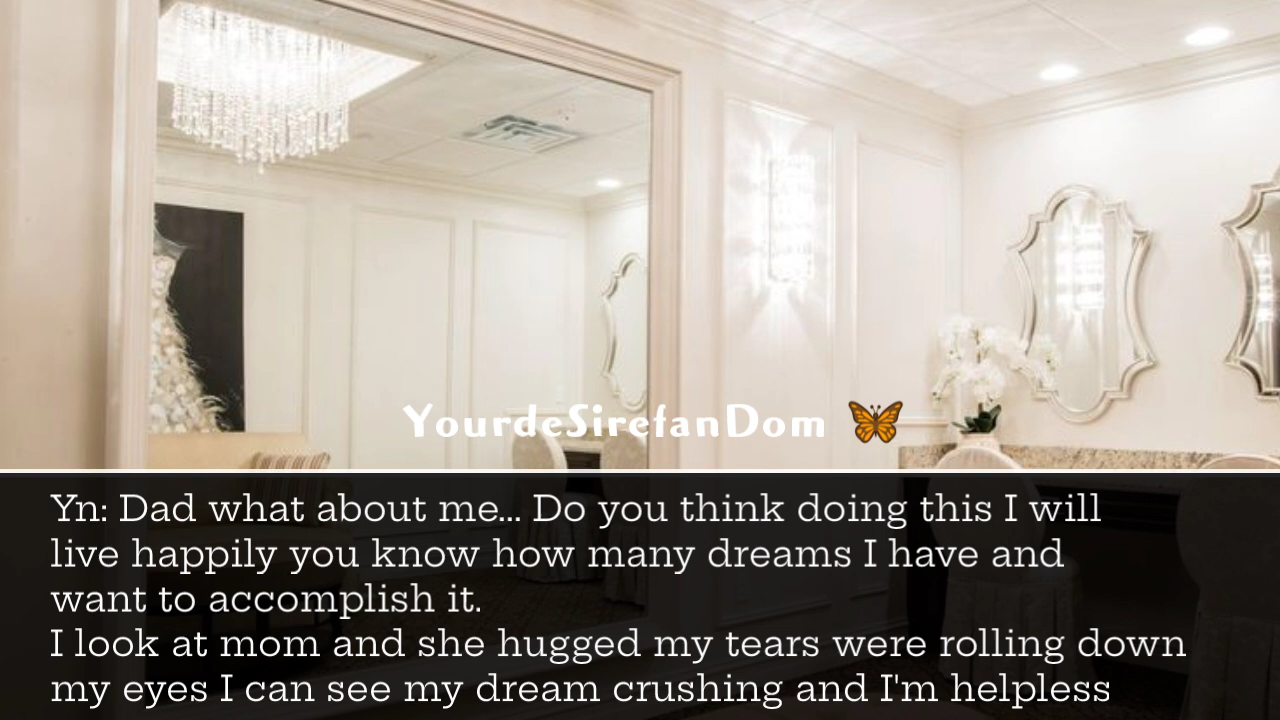 YourdeSirefanDom 🦋
Yn: Dad what about me... Do you think doing this I will
live happily you know how many dreams I have and
want to accomplish it.
I look at mom and she hugged my tears were rolling down
my eyes I can see my dream crushing and I'm helpless